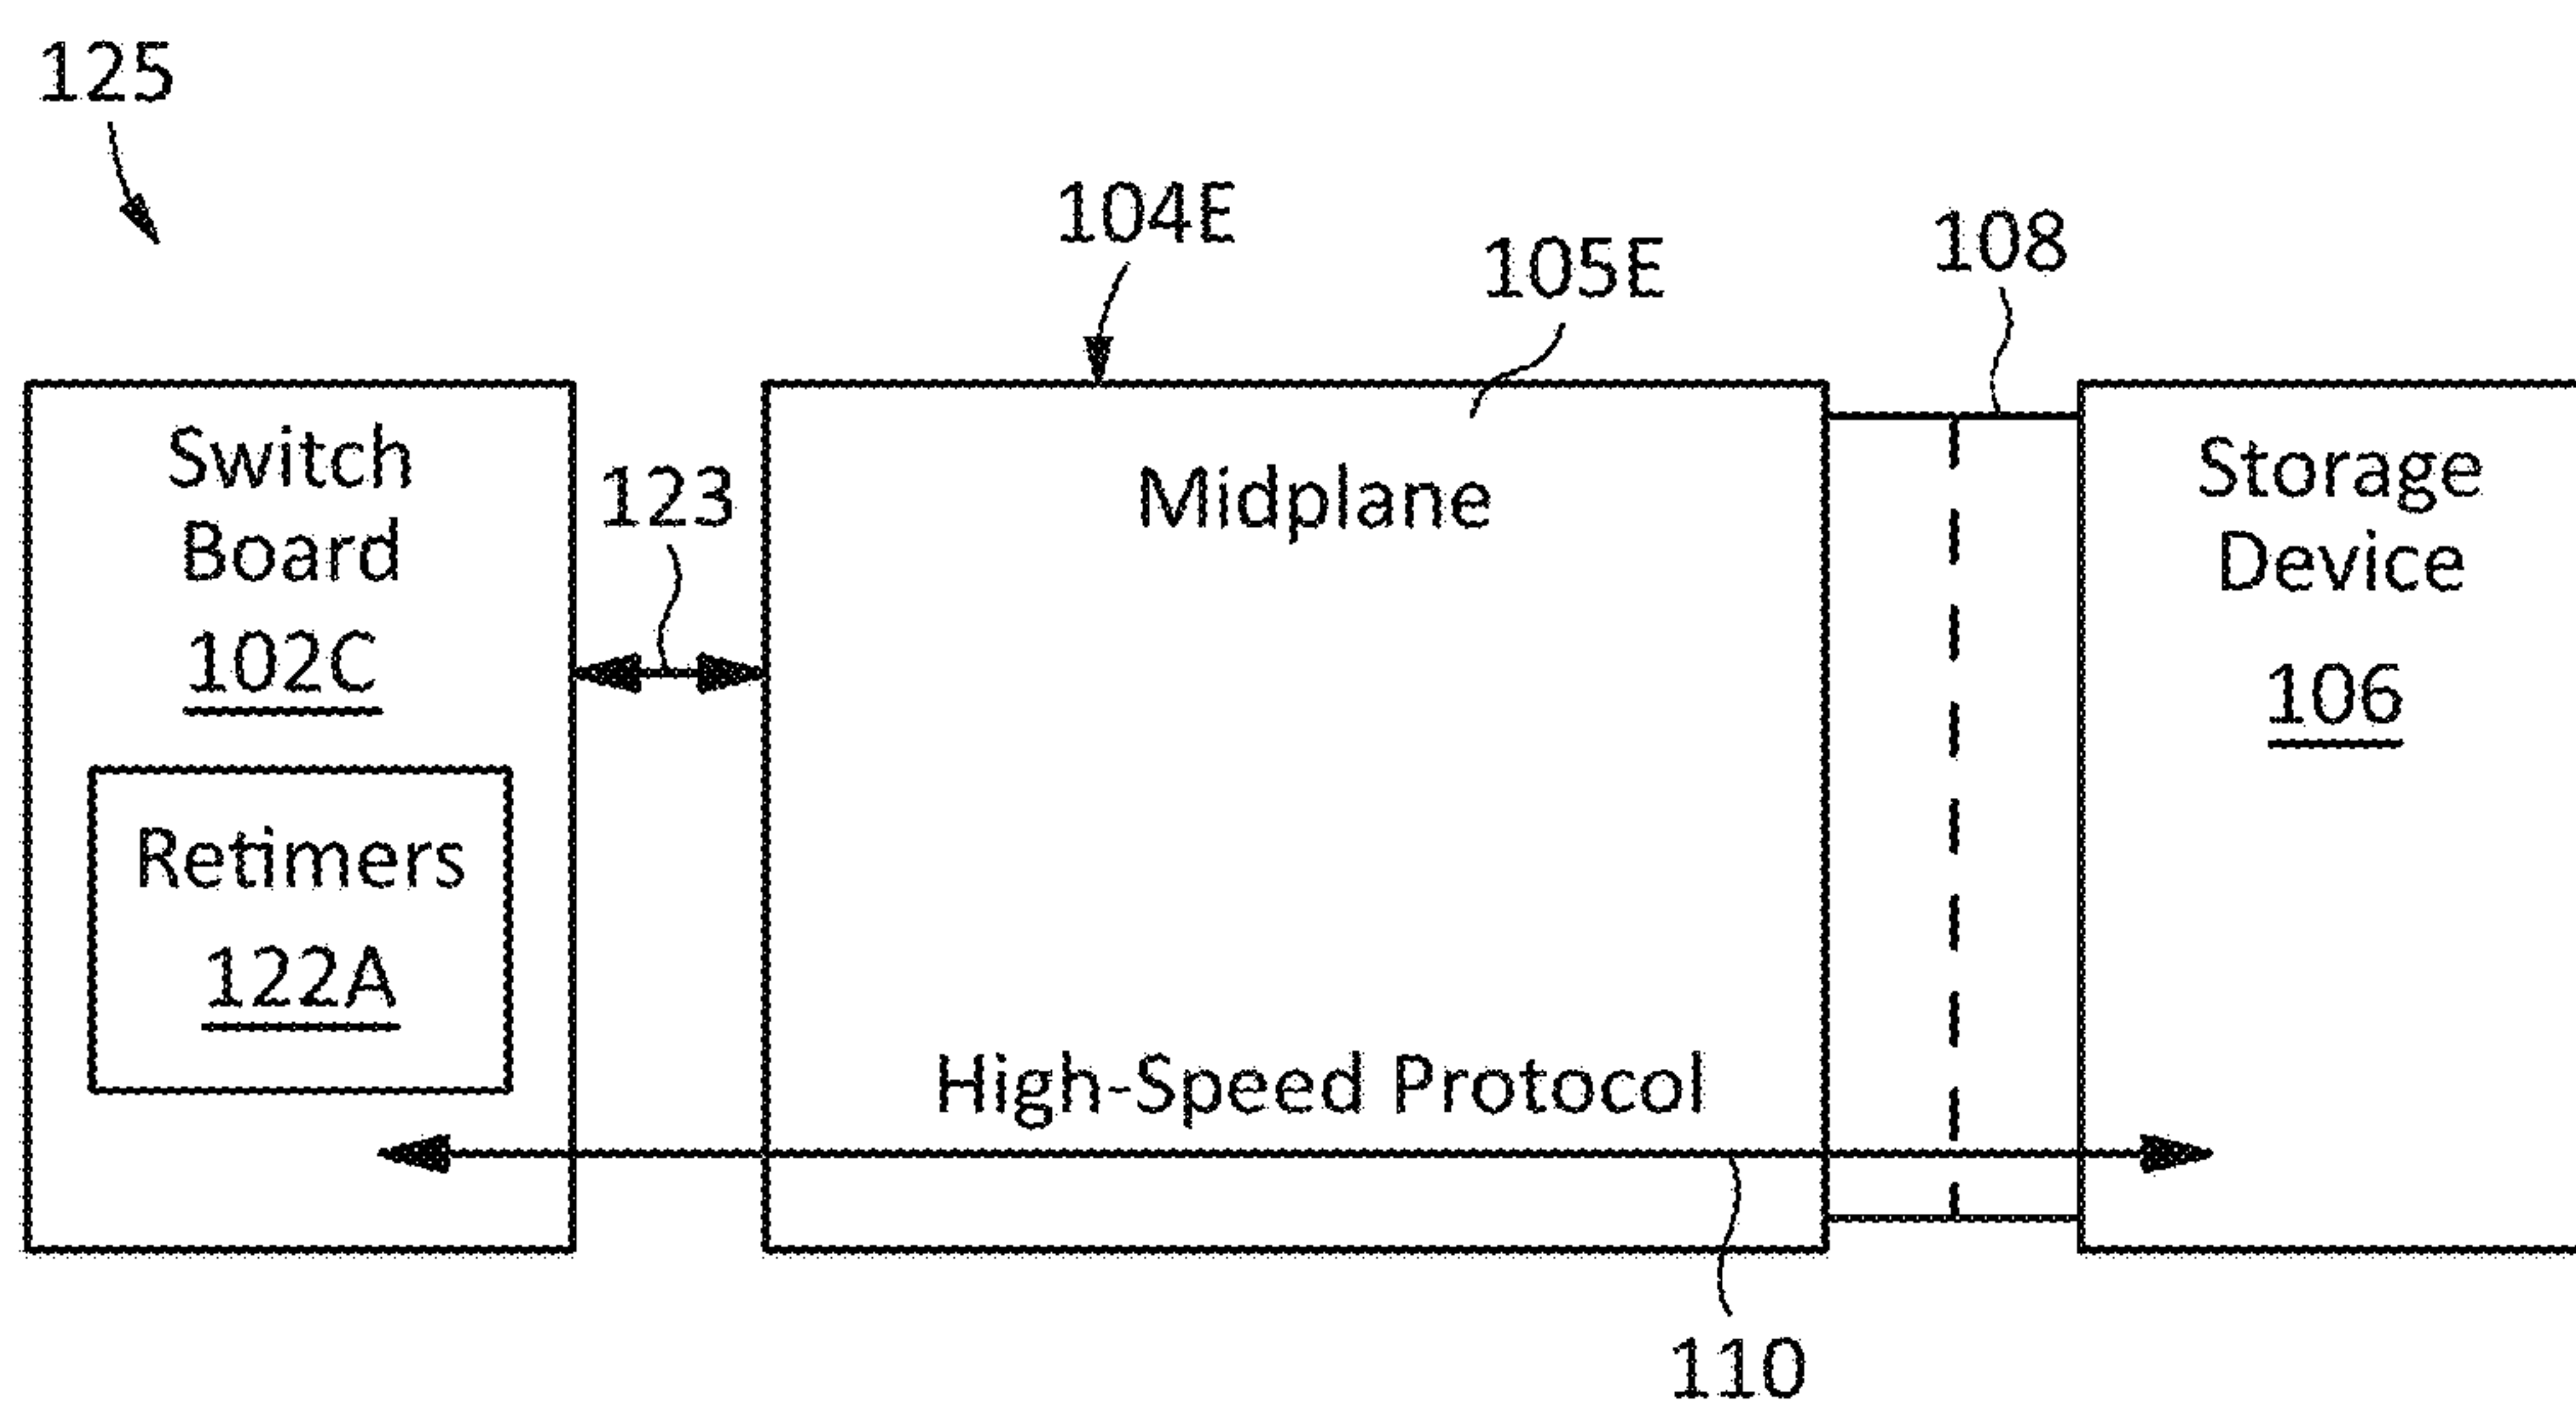 125
104E
105E
108
Switch
Board
102C
123
Midplane
Storage
Device
106
Retimers
122A
High-Speed Protocol
110